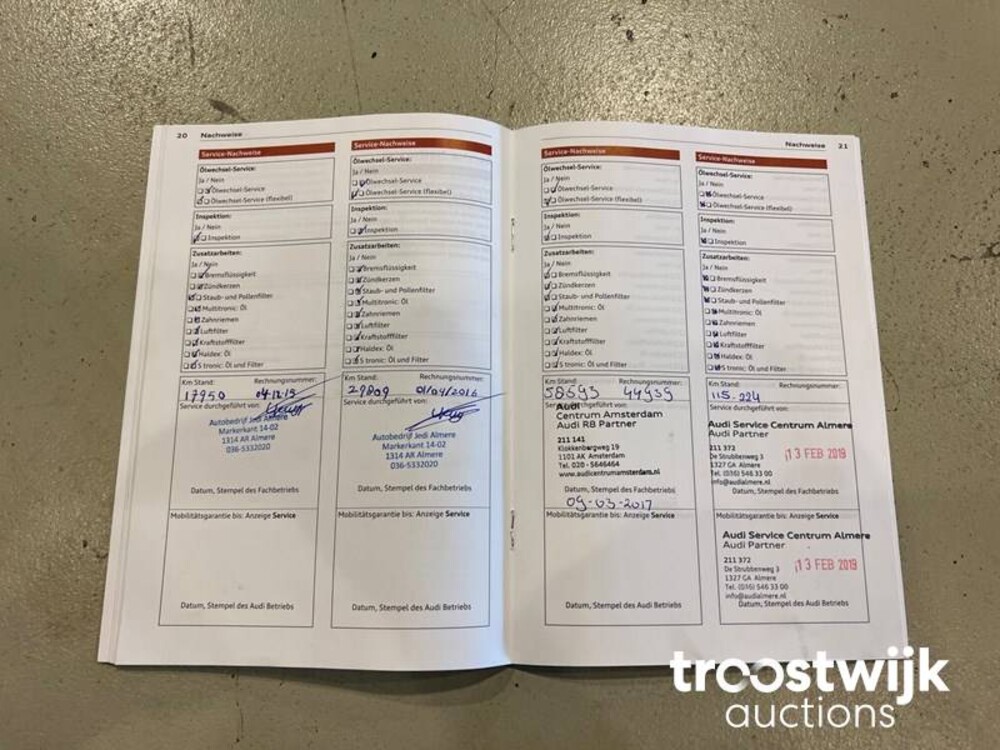 20 Nachweise
Service-Nachweise
Ölwechsel-Service:
Ja / Nein
Ölwechsel-Service
Ölwechsel-Service (flexibel)
Inspektion:
Ja / Nein
Inspektion
Zusatzarbeiten:
Ja / Nein
Bremsflüssigkeit
Zündkerzen
Staub- und Pollenfilter
Multitronic: Öl
Zahnriemen
Luftfilter
Kraftstofffilter
Haldex: Öl
S tronic: Öl und Filter
Km Stand: Rechnungsnummer:
17950 04.12.15
Service durchgeführt von:
Autobedrijf Jedi Almere
Markerkant 14-02
1314 AR Almere
036-5332020
Datum, Stempel des Fachbetriebs
Mobilitätsgarantie bis: Anzeige Service
Datum, Stempel des Audi Betriebs
Service-Nachweise
Ölwechsel-Service:
Ja / Nein
Ölwechsel-Service
Ölwechsel-Service (flexibel)
Inspektion:
Ja / Nein
Inspektion
Zusatzarbeiten:
Ja / Nein
Bremsflüssigkeit
Zündkerzen
Staub- und Pollenfilter
Multitronic: Öl
Zahnriemen
Luftfilter
Kraftstofffilter
Haldex: Öl
S tronic: Öl und Filter
Km Stand: Rechnungsnummer:
29809 01/04/2016
Service durchgeführt von:
Autobedrijf Jedi Almere
Markerkant 14-02
1314 AR Almere
036-5332020
Datum, Stempel des Fachbetriebs
Mobilitätsgarantie bis: Anzeige Service
Datum, Stempel des Audi Betriebs
Nachweise 21
Service-Nachweise
Ölwechsel-Service:
Ja / Nein
Ölwechsel-Service
Ölwechsel-Service (flexibel)
Inspektion:
Ja / Nein
Inspektion
Zusatzarbeiten:
Ja / Nein
Bremsflüssigkeit
Zündkerzen
Staub- und Pollenfilter
Multitronic: Öl
Zahnriemen
Luftfilter
Kraftstofffilter
Haldex: Öl
S tronic: Öl und Filter
Km Stand: Rechnungsnummer:
58593 44959
Service durchgeführt von:
Audi
Centrum Amsterdam
Audi RB Partner
211 141
Klokkenbergweg 19
1101 AK Amsterdam
Tel. 020 - 5646464
www.audicentrumamsterdam.nl
Datum, Stempel des Fachbetriebs
09-03-2017
Mobilitätsgarantie bis: Anzeige Service
Datum, Stempel des Audi Betriebs
Service-Nachweise
Ölwechsel-Service:
Ja / Nein
Ölwechsel-Service
Ölwechsel-Service (flexibel)
Inspektion:
Ja / Nein
Inspektion
Zusatzarbeiten:
Ja / Nein
Bremsflüssigkeit
Zündkerzen
Staub- und Pollenfilter
Multitronic: Öl
Zahnriemen
Luftfilter
Kraftstofffilter
Haldex: Öl
S tronic: Öl und Filter
Km Stand: Rechnungsnummer:
115.224
Service durchgeführt von:
Audi Service Centrum Almere
Audi Partner
211 372
De Strubbenweg 3
1327 GA Almere
Tel. (036) 546 33 00
info@audialmere.nl
13 FEB 2019
Datum, Stempel des Fachbetriebs
Mobilitätsgarantie bis: Anzeige Service
Audi Service Centrum Almere
Audi Partner
211 372
De Strubbenweg 3
1327 GA Almere
Tel. (036) 546 33 00
info@audialmere.nl
13 FEB 2019
Datum, Stempel des Audi Betriebs
troostwijk
auctions